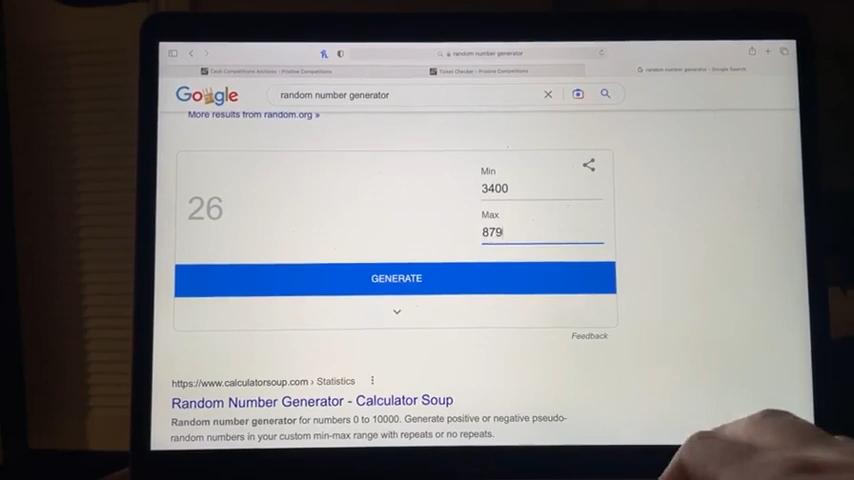 random number generator
Cash Competitions Archives - Pristine Competitions
Ticket Checker - Pristine Competitions
random number generator - Google Search
Google
random number generator
More results from random.org »
Min
3400
26
Max
879
GENERATE
Feedback
https://www.calculatorsoup.com › Statistics
Random Number Generator - Calculator Soup
Random number generator for numbers 0 to 10000. Generate positive or negative pseudo-
random numbers in your custom min-max range with repeats or no repeats.